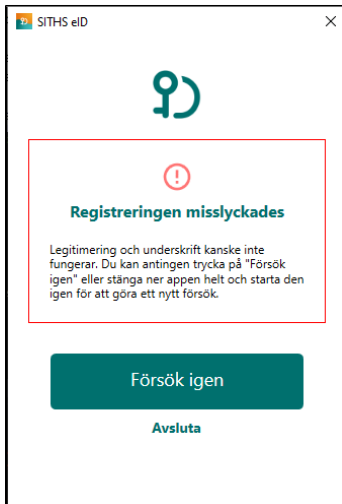 SITHS eID
Registreringen misslyckades
Legitimering och underskrift kanske inte
fungerar. Du kan antingen trycka på "Försök
igen" eller stänga ner appen helt och starta den
igen för att göra ett nytt försök.
Försök igen
Avsluta